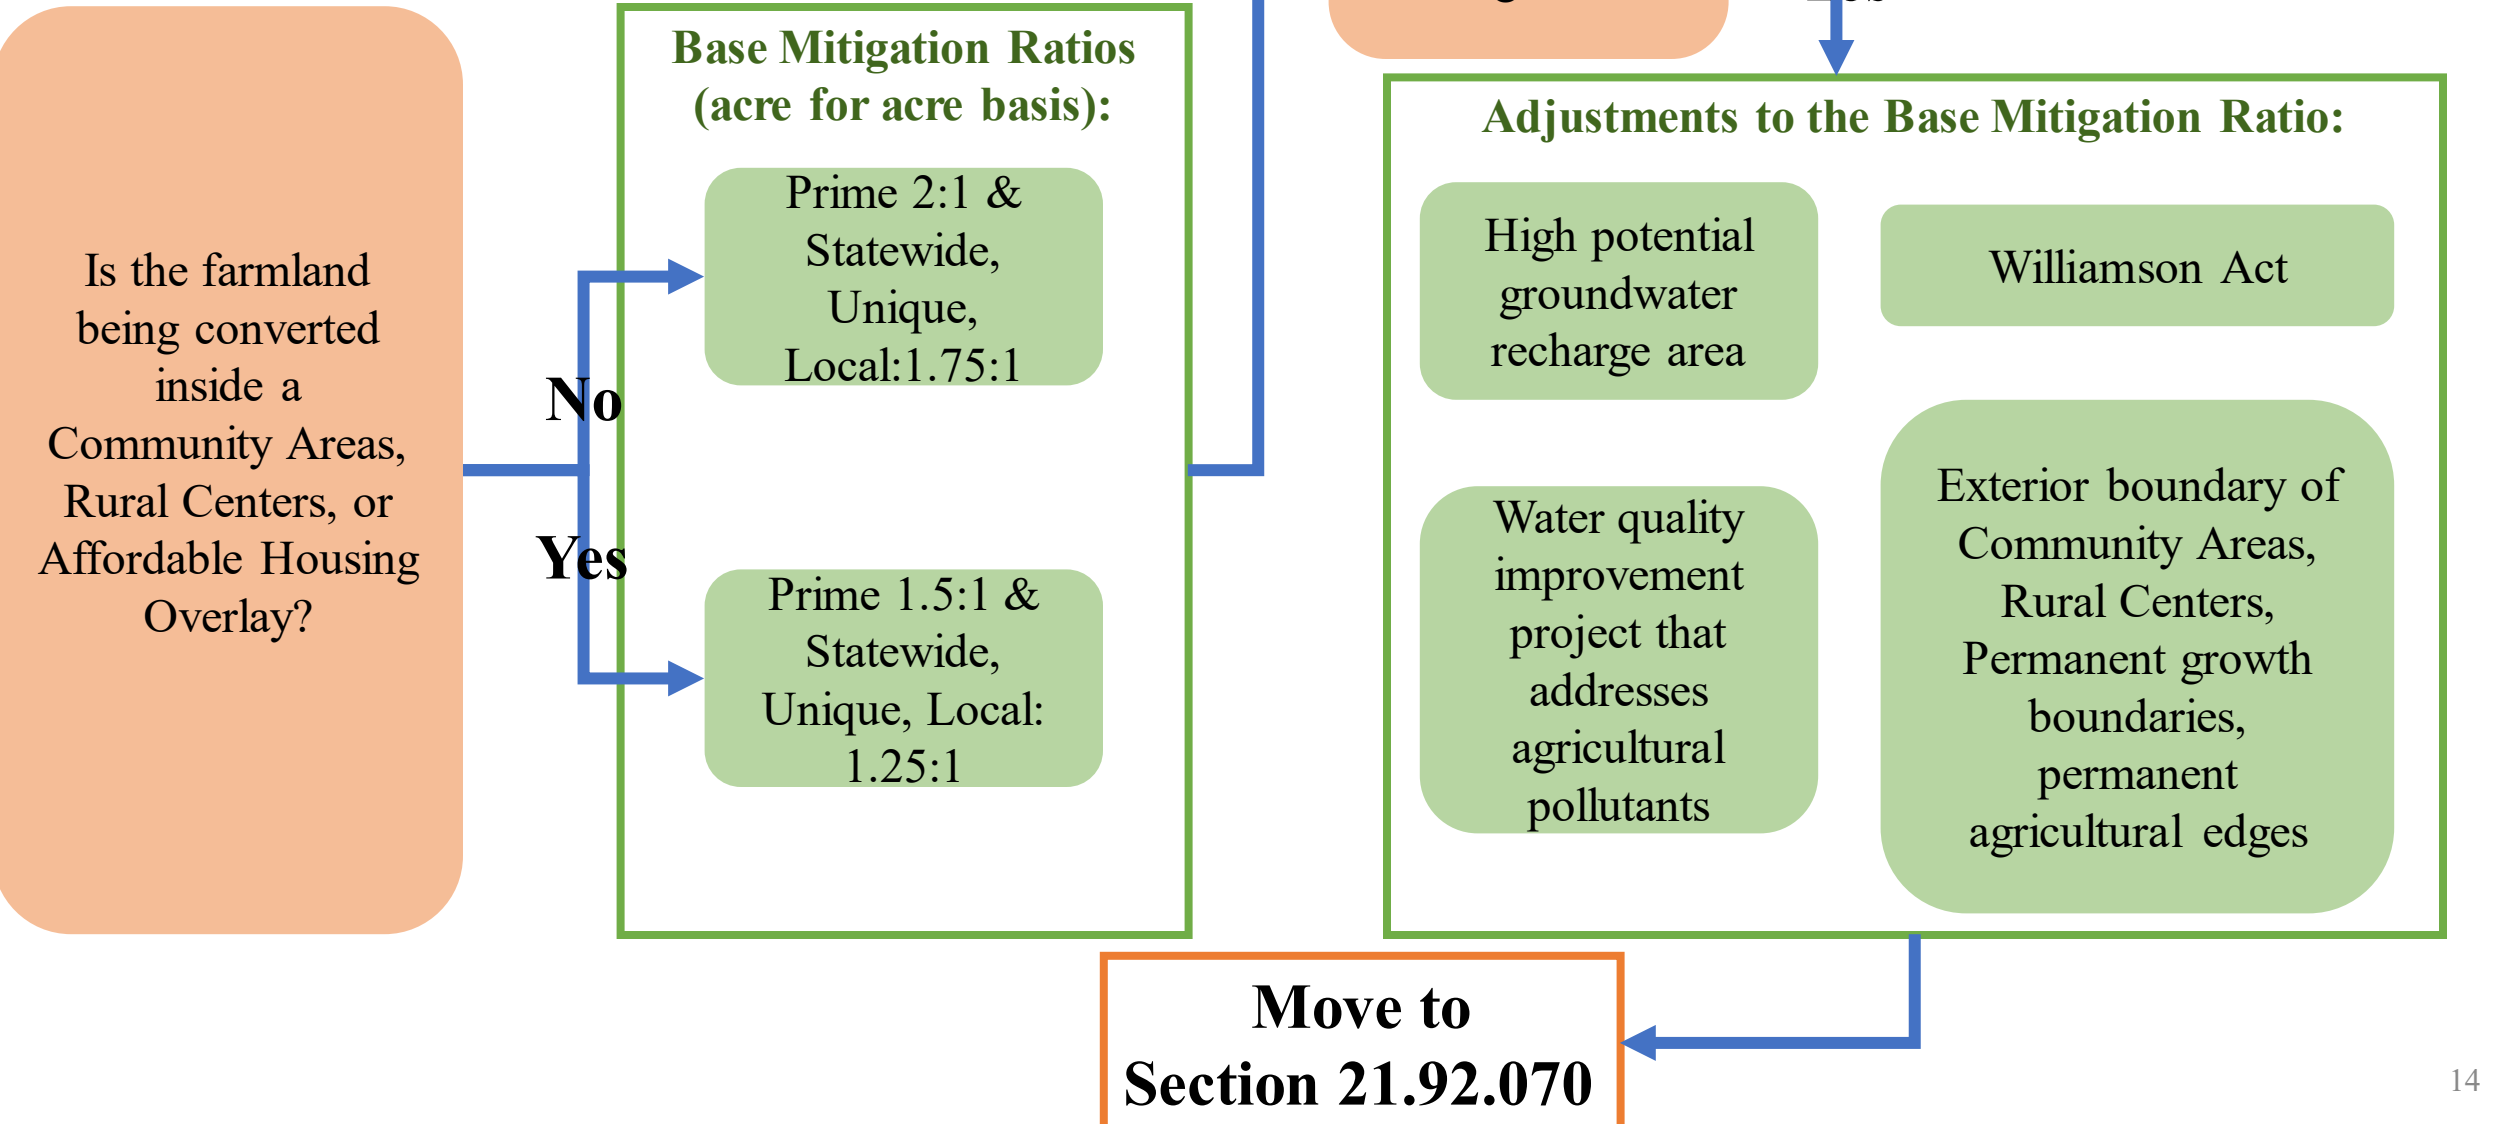 Is the farmland
being converted
inside a
Community Areas,
Rural Centers, or
Affordable Housing
Overlay?
No
Yes
Base Mitigation Ratios
(acre for acre basis):
Prime 2:1 &
Statewide,
Unique,
Local:1.75:1
Prime 1.5:1 &
Statewide,
Unique, Local:
1.25:1
Adjustments to the Base Mitigation Ratio:
High potential
groundwater
recharge area
Williamson Act
Water quality
improvement
project that
addresses
agricultural
pollutants
Exterior boundary of
Community Areas,
Rural Centers,
Permanent growth
boundaries,
permanent
agricultural edges
Move to
Section 21.92.070
14